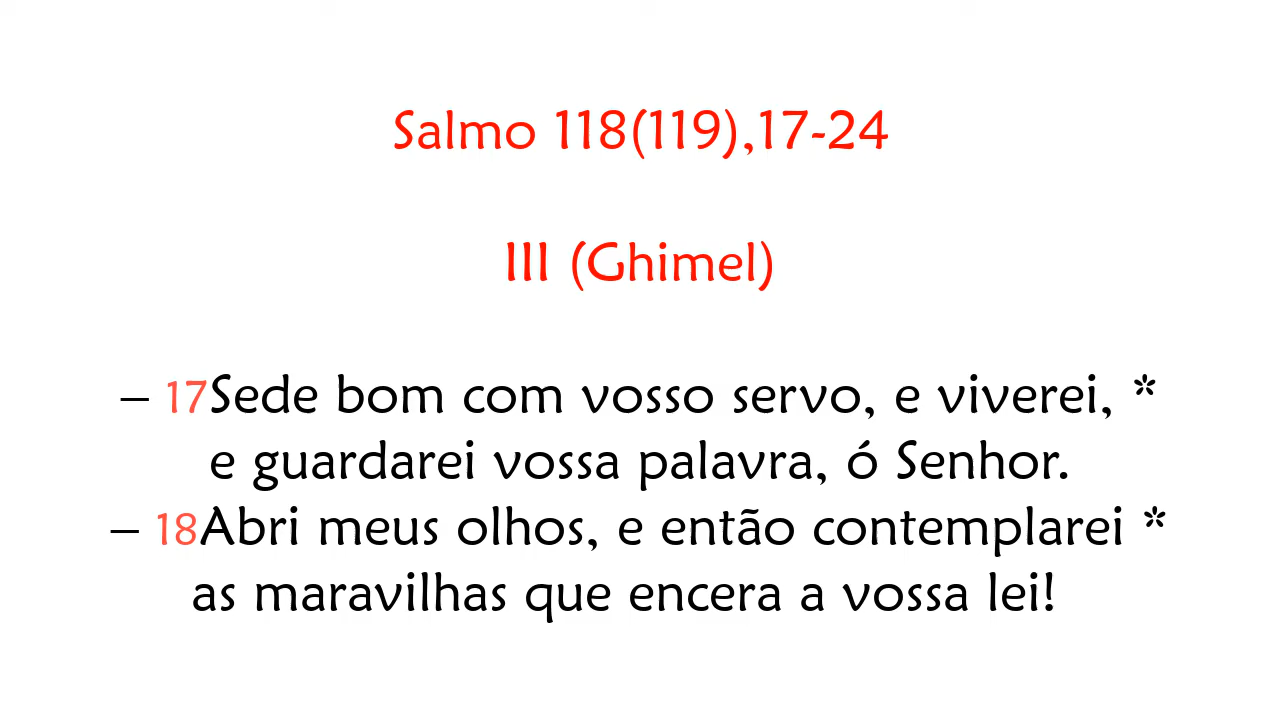 Salmo 118(119),17-24
III (Ghimel)
– 17Sede bom com vosso servo, e viverei, *
e guardarei vossa palavra, ó Senhor.
– 18Abri meus olhos, e então contemplarei *
as maravilhas que encera a vossa lei!